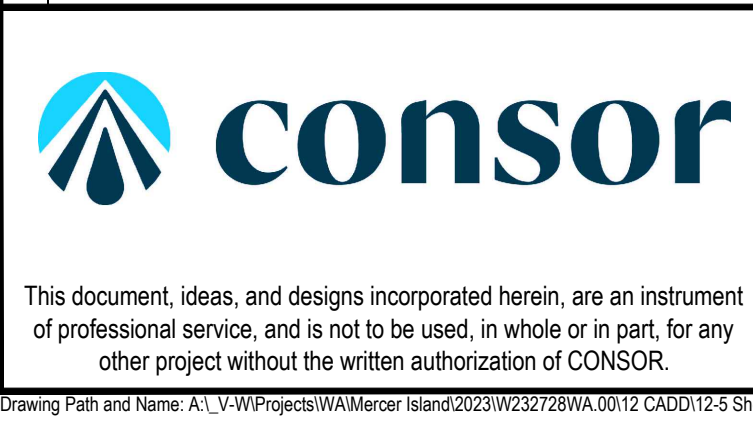 consor
This document, ideas, and designs incorporated herein, are an instrument
of professional service, and is not to be used, in whole or in part, for any
other project without the written authorization of CONSOR.
Drawing Path and Name: A:\_V-W\Projects\WA\Mercer Island\2023\W232728WA.00\12 CADD\12-5 Sh